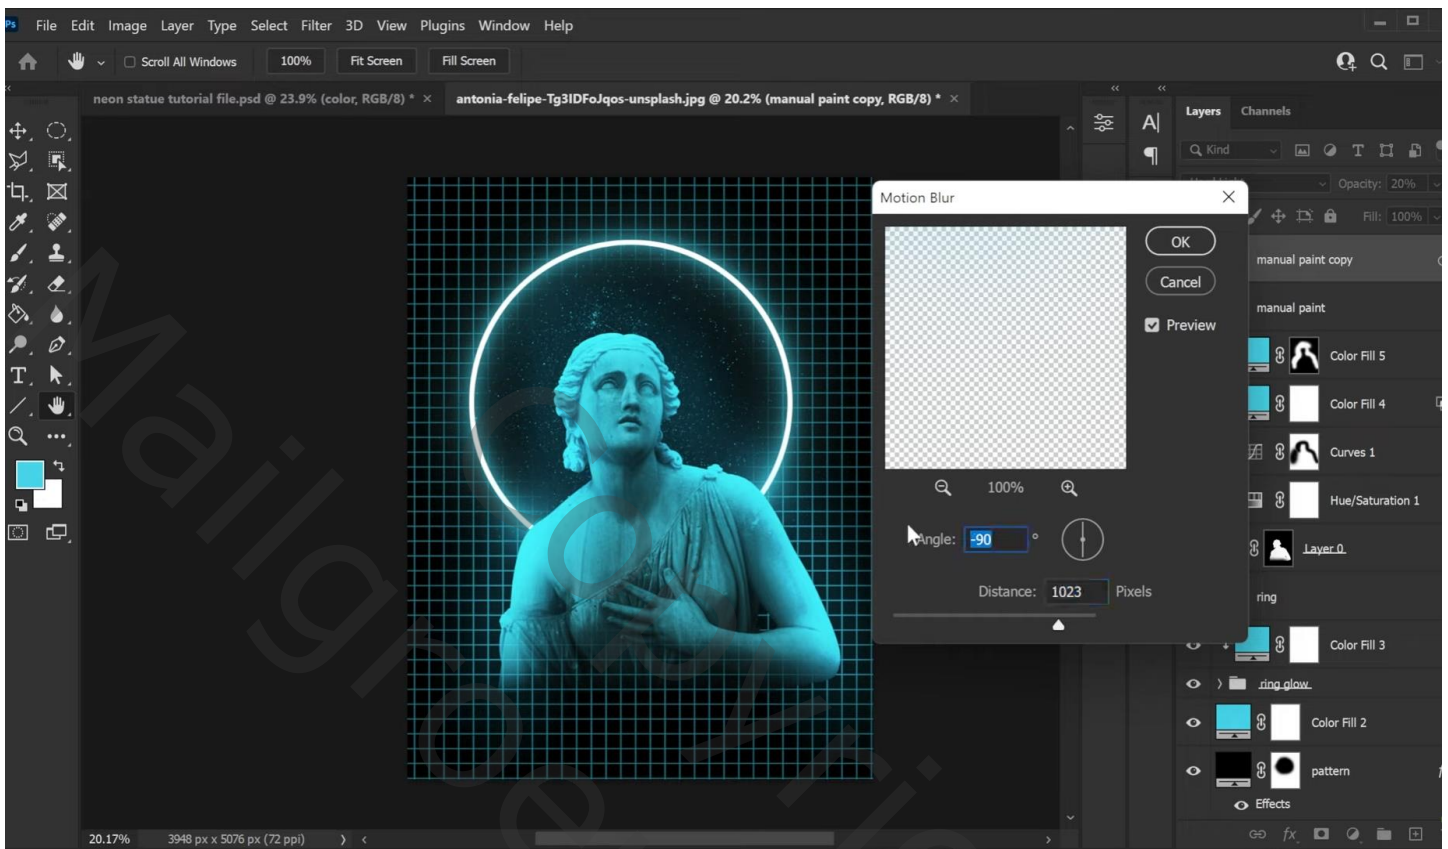 Ps File Edit Image Layer Type Select Filter 3D View Plugins Window Help
Scroll All Windows 100% Fit Screen Fill Screen
neon statue tutorial file.psd @ 23.9% (color, RGB/8) * × antonia-felipe-Tg3IDFoJqos-unsplash.jpg @ 20.2% (manual paint copy, RGB/8) * ×
Layers Channels
Kind
Opacity: 20%
Fill: 100%
Motion Blur
OK
Cancel
Preview
100%
Angle: -90 °
Distance: 1023 Pixels
manual paint copy
manual paint
Color Fill 5
Color Fill 4
Curves 1
Hue/Saturation 1
Layer 0
ring
Color Fill 3
ring glow
Color Fill 2
pattern
Effects
fx
20.17% 3948 px x 5076 px (72 ppi)